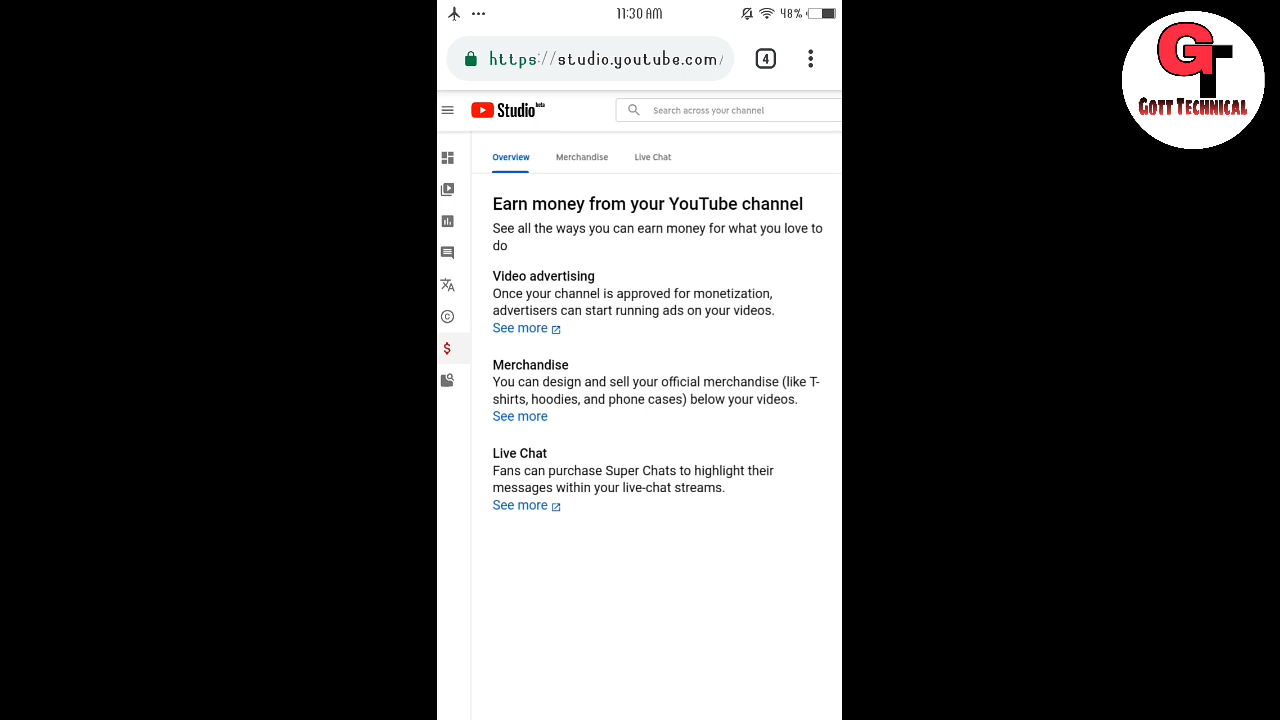 11:30 AM
48%
https://studio.youtube.com/
4
Studio beta
Search across your channel
GT
GOTT TECHNICAL
Overview Merchandise Live Chat
Earn money from your YouTube channel
See all the ways you can earn money for what you love to
do
Video advertising
Once your channel is approved for monetization,
advertisers can start running ads on your videos.
See more
Merchandise
You can design and sell your official merchandise (like T-
shirts, hoodies, and phone cases) below your videos.
See more
Live Chat
Fans can purchase Super Chats to highlight their
messages within your live-chat streams.
See more